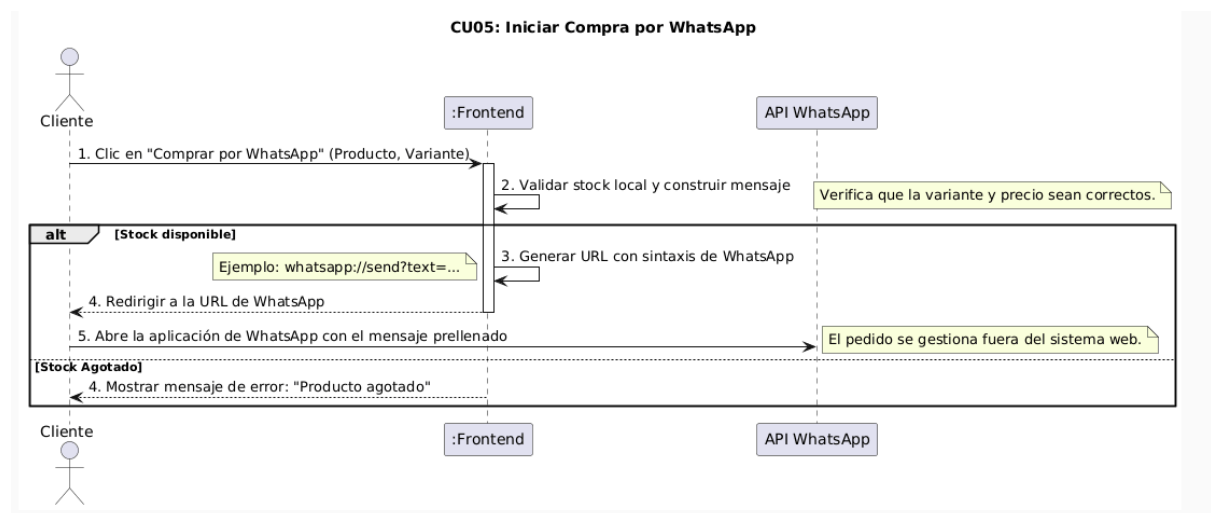 CU05: Iniciar Compra por WhatsApp
Cliente
:Frontend
API WhatsApp
1. Clic en "Comprar por WhatsApp" (Producto, Variante)
2. Validar stock local y construir mensaje
Verifica que la variante y precio sean correctos.
alt
[Stock disponible]
3. Generar URL con sintaxis de WhatsApp
Ejemplo: whatsapp://send?text=...
4. Redirigir a la URL de WhatsApp
5. Abre la aplicación de WhatsApp con el mensaje prellenado
El pedido se gestiona fuera del sistema web.
[Stock Agotado]
4. Mostrar mensaje de error: "Producto agotado"
Cliente
:Frontend
API WhatsApp